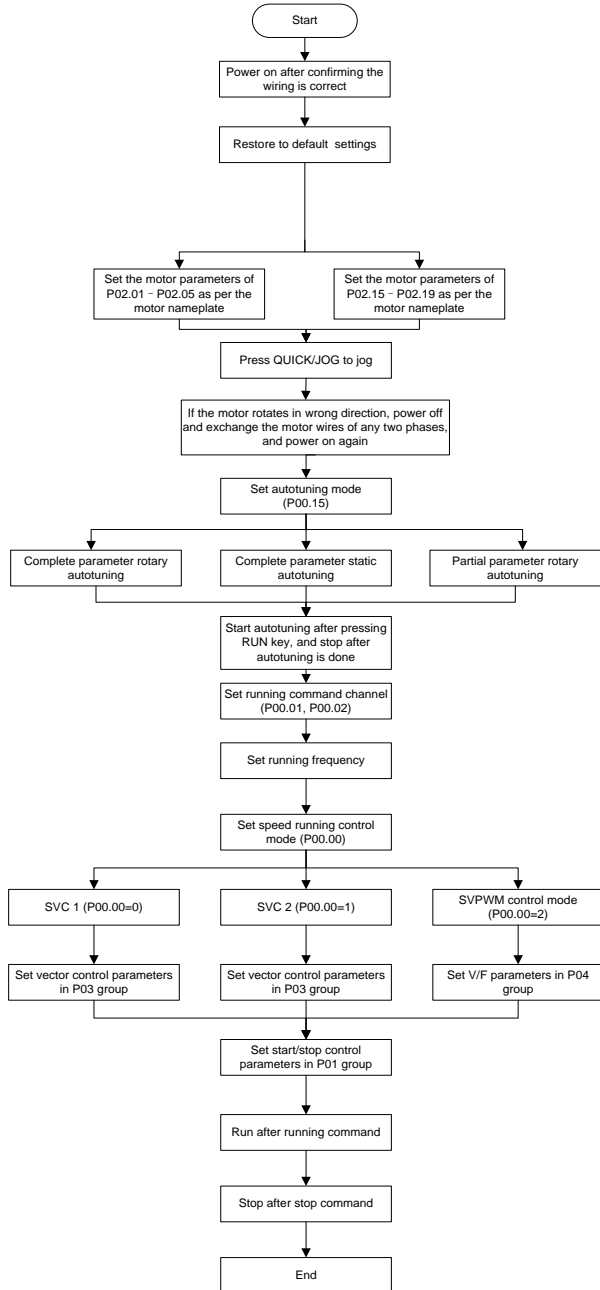 Start
Power on after confirming the
wiring is correct
Restore to default settings
Set the motor parameters of
P02.01 - P02.05 as per the
motor nameplate
Set the motor parameters of
P02.15 - P02.19 as per the
motor nameplate
Press QUICK/JOG to jog
If the motor rotates in wrong direction, power off
and exchange the motor wires of any two phases,
and power on again
Set autotuning mode
(P00.15)
Complete parameter rotary
autotuning
Complete parameter static
autotuning
Partial parameter rotary
autotuning
Start autotuning after pressing
RUN key, and stop after
autotuning is done
Set running command channel
(P00.01, P00.02)
Set running frequency
Set speed running control
mode (P00.00)
SVC 1 (P00.00=0)
SVC 2 (P00.00=1)
SVPWM control mode
(P00.00=2)
Set vector control parameters
in P03 group
Set vector control parameters
in P03 group
Set V/F parameters in P04
group
Set start/stop control
parameters in P01 group
Run after running command
Stop after stop command
End